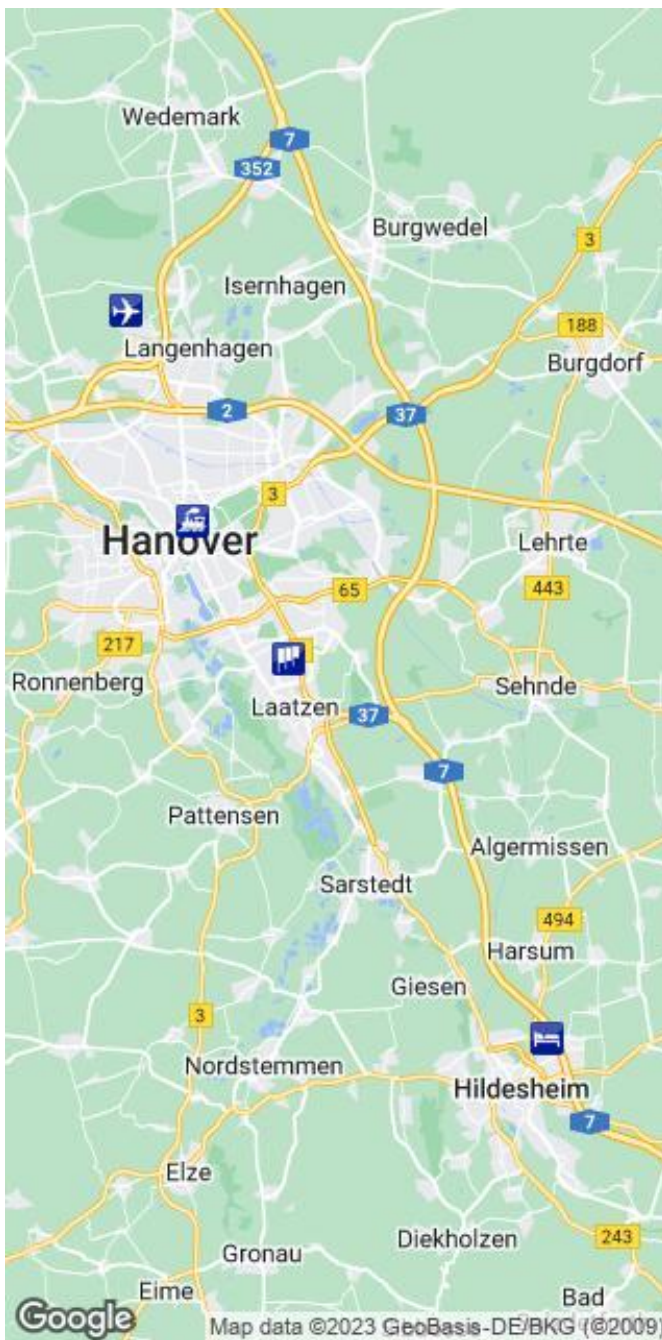 Wedemark
7
352
Burgwedel
3
Isernhagen
188
Langenhagen
Burgdorf
2
37
3
Hanover
Lehrte
65
443
217
Ronnenberg
Sehnde
Laatzen
37
7
Pattensen
Algermissen
Sarstedt
494
Harsum
Giesen
3
Nordstemmen
Hildesheim
7
Elze
Diekholzen
243
Gronau
Eime
Bad
Google
Map data ©2023 GeoBasis-DE/BKG (©2009)